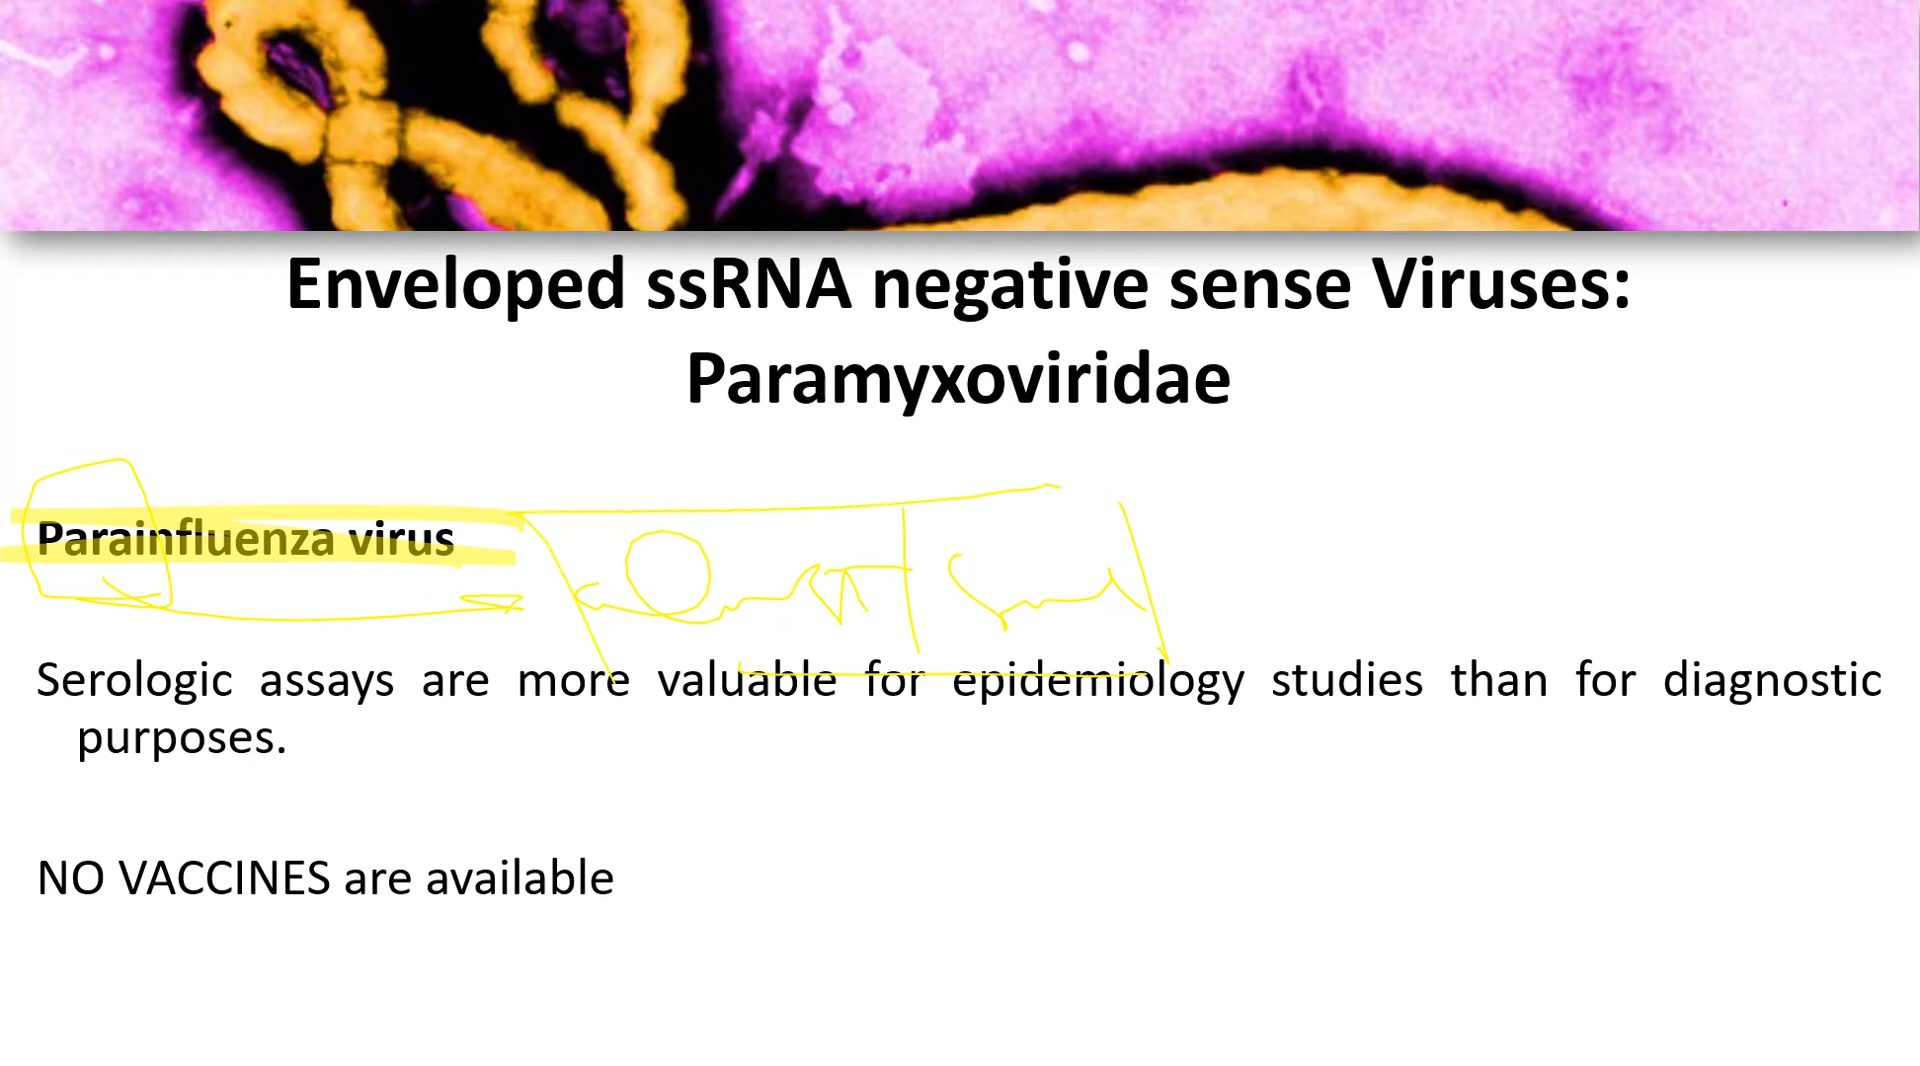 Enveloped ssRNA negative sense Viruses:
Paramyxoviridae
Parainfluenza virus
Serologic assays are more valuable for epidemiology studies than for diagnostic
purposes.
NO VACCINES are available